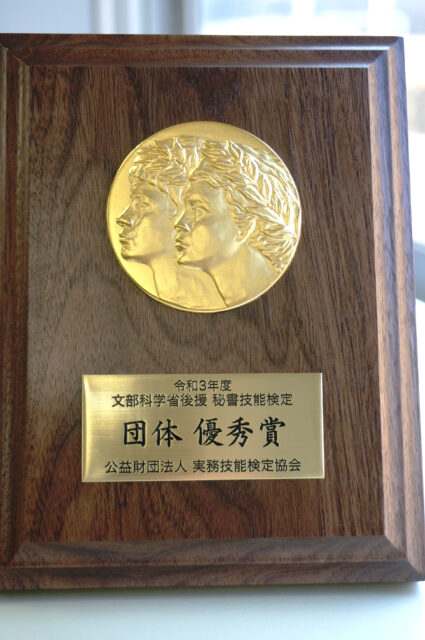 令和3年度
文部科学省後援 秘書技能検定
団体 優秀賞
公益財団法人 実務技能検定協会